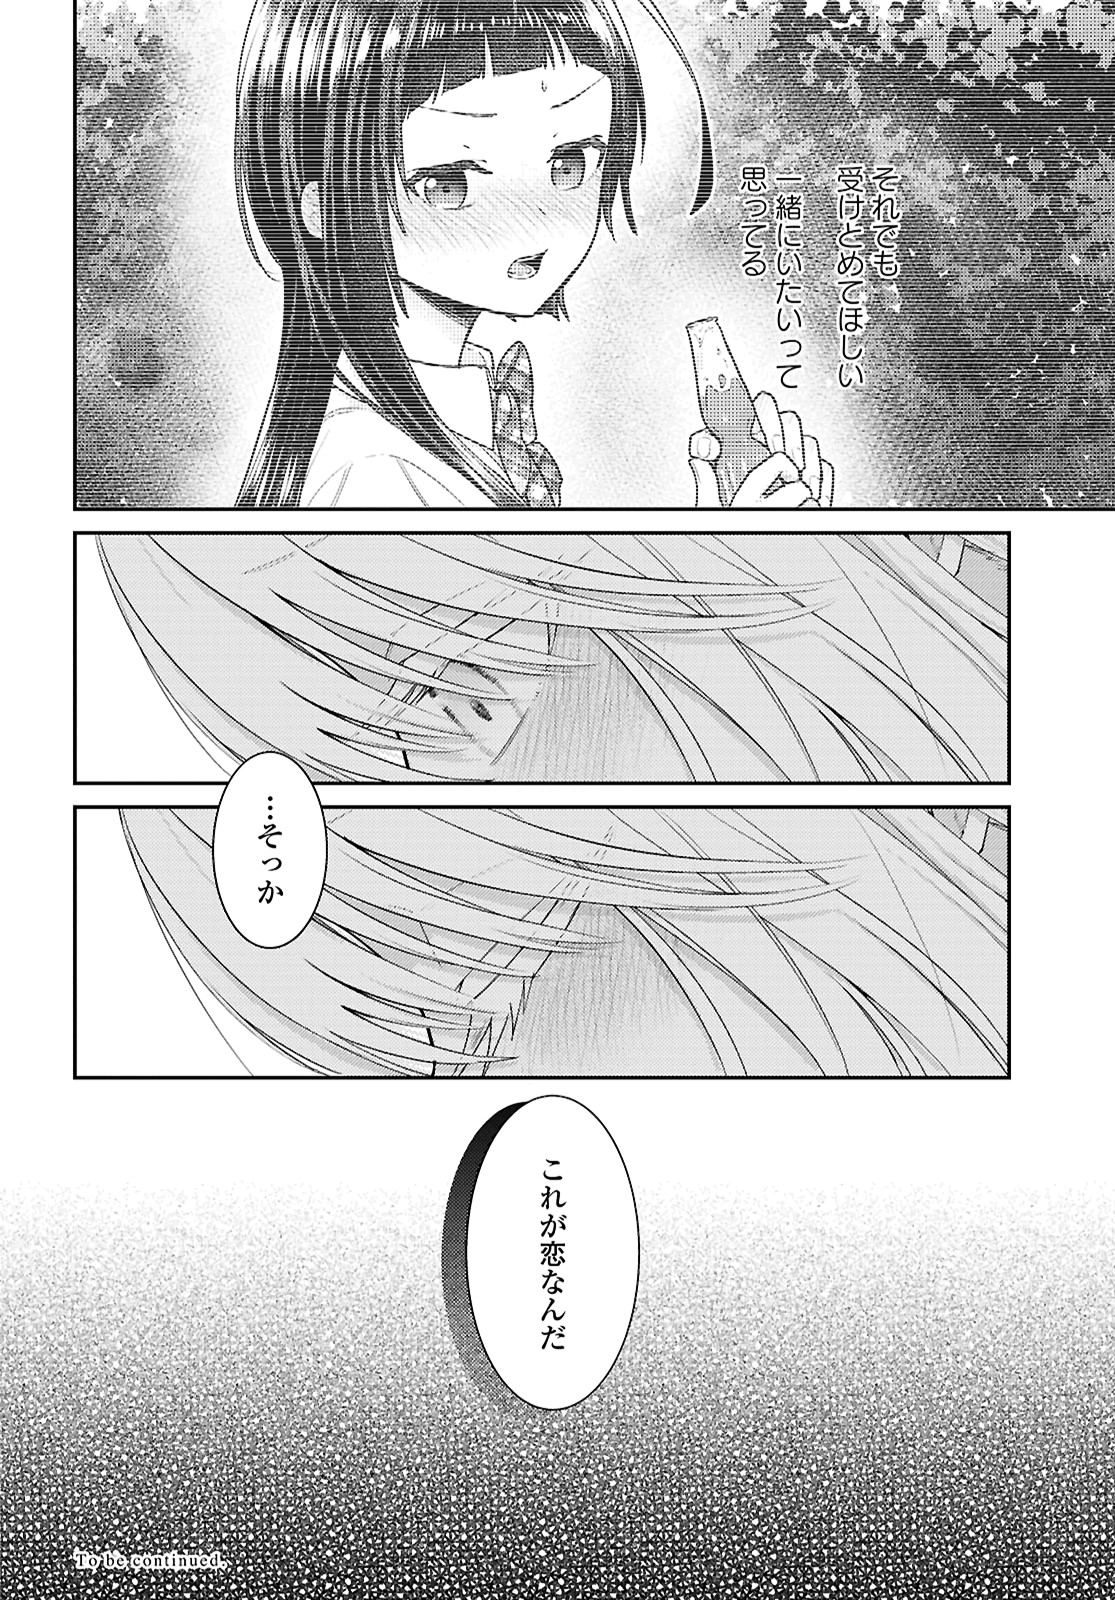 それでも
受けとめてほしい
一緒にいたいって
思ってる
…そっか
これが恋なんだ
To be continued.